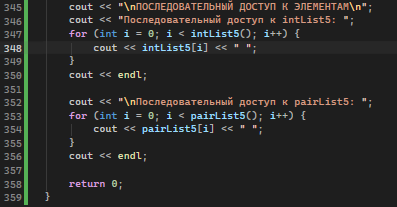 345 cout << "\nПОСЛЕДОВАТЕЛЬНЫЙ ДОСТУП К ЭЛЕМЕНТАМ\n";
346 cout << "Последовательный доступ к intList5: ";
347 for (int i = 0; i < intList5(); i++) {
348 cout << intList5[i] << " ";
349 }
350 cout << endl;
351
352 cout << "\nПоследовательный доступ к pairList5: ";
353 for (int i = 0; i < pairList5(); i++) {
354 cout << pairList5[i] << " ";
355 }
356 cout << endl;
357
358 return 0;
359 }